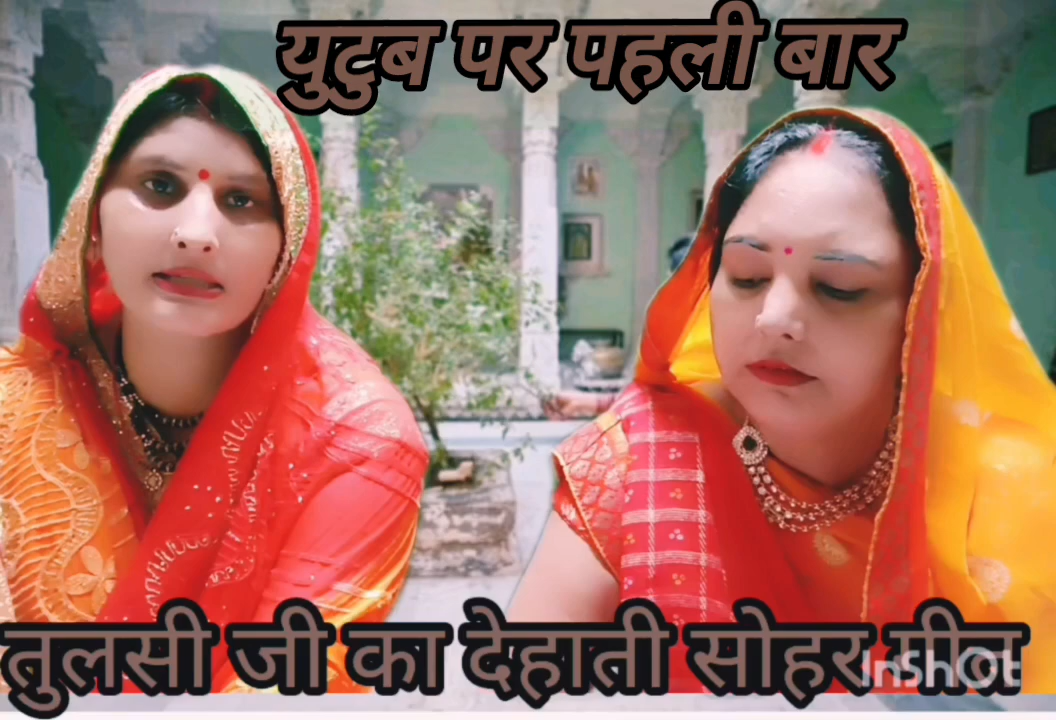 युटुब पर पहली बार
तुलसी जी का देहाती सोहर गीत
InShOt